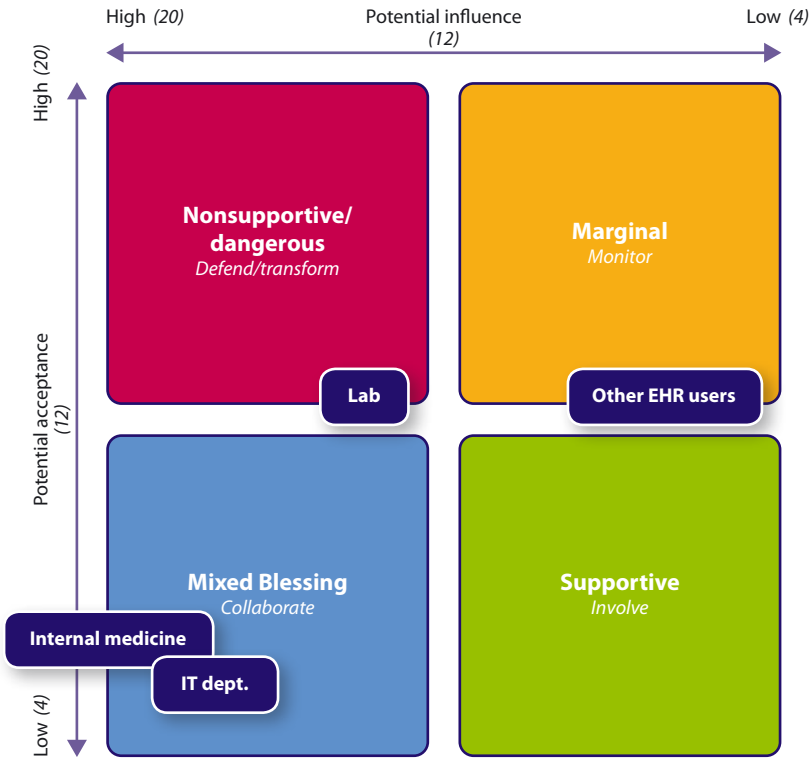 High (20)
Potential influence
(12)
Low (4)
High (20)
Potential acceptance
(12)
Low (4)
Nonsupportive/
dangerous
Defend/transform
Marginal
Monitor
Lab
Other EHR users
Mixed Blessing
Collaborate
Supportive
Involve
Internal medicine
IT dept.